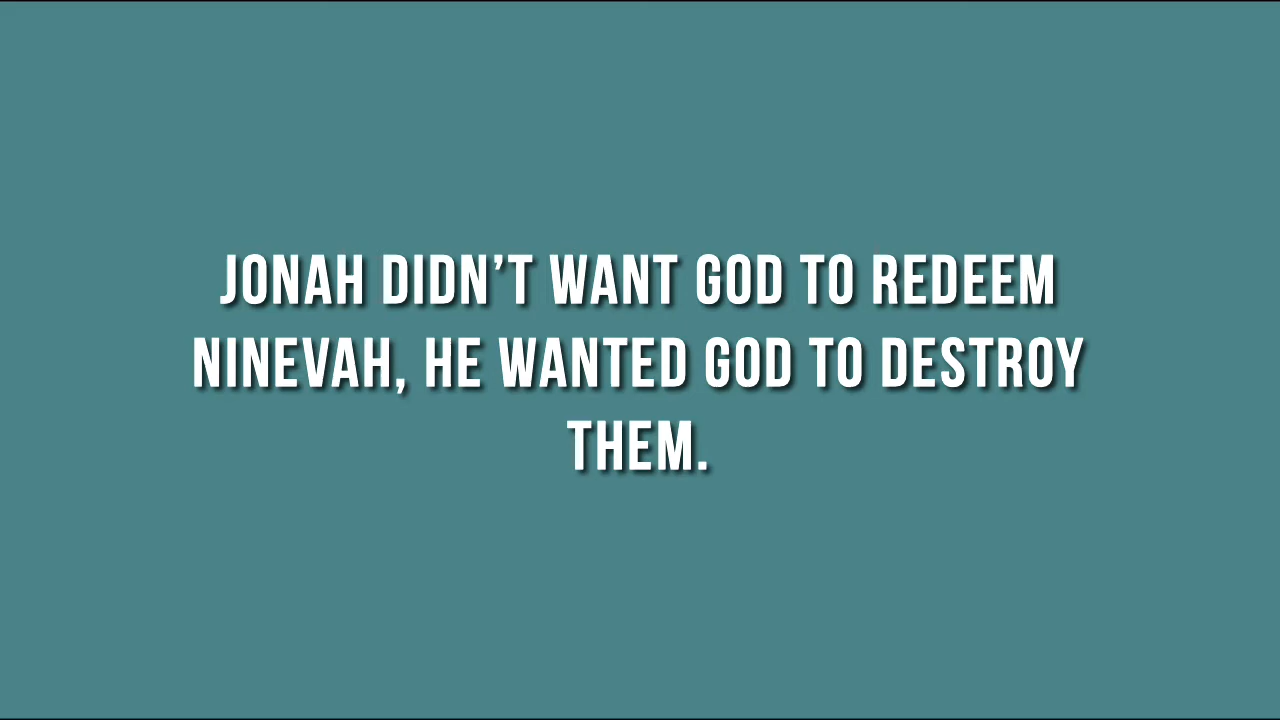 JONAH DIDN’T WANT GOD TO REDEEM
NINEVAH, HE WANTED GOD TO DESTROY
THEM.